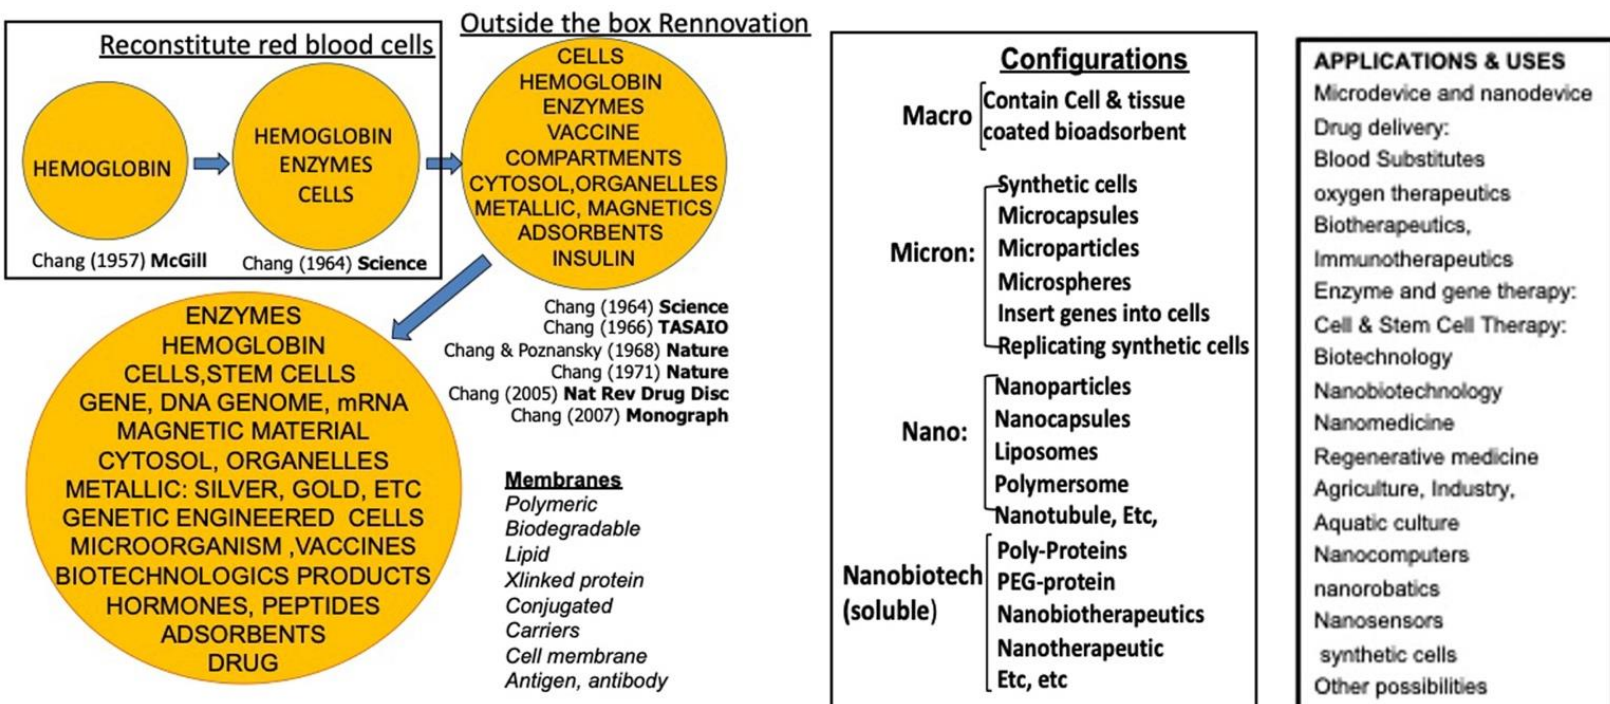 Reconstitute red blood cells
HEMOGLOBIN
Chang (1957) McGill
HEMOGLOBIN
ENZYMES
CELLS
Chang (1964) Science
Outside the box Rennovation
CELLS
HEMOGLOBIN
ENZYMES
VACCINE
COMPARTMENTS
CYTOSOL,ORGANELLES
METALLIC, MAGNETICS
ADSORBENTS
INSULIN
Chang (1964) Science
Chang (1966) TASAIO
Chang & Poznansky (1968) Nature
Chang (1971) Nature
Chang (2005) Nat Rev Drug Disc
Chang (2007) Monograph
ENZYMES
HEMOGLOBIN
CELLS,STEM CELLS
GENE, DNA GENOME, mRNA
MAGNETIC MATERIAL
CYTOSOL, ORGANELLES
METALLIC: SILVER, GOLD, ETC
GENETIC ENGINEERED CELLS
MICROORGANISM ,VACCINES
BIOTECHNOLOGICS PRODUCTS
HORMONES, PEPTIDES
ADSORBENTS
DRUG
Membranes
Polymeric
Biodegradable
Lipid
Xlinked protein
Conjugated
Carriers
Cell membrane
Antigen, antibody
Configurations
Macro
Contain Cell & tissue
coated bioadsorbent
Micron:
Synthetic cells
Microcapsules
Microparticles
Microspheres
Insert genes into cells
Replicating synthetic cells
Nano:
Nanoparticles
Nanocapsules
Liposomes
Polymersome
Nanotubule, Etc,
Nanobiotech
(soluble)
Poly-Proteins
PEG-protein
Nanobiotherapeutics
Nanotherapeutic
Etc, etc
APPLICATIONS & USES
Microdevice and nanodevice
Drug delivery:
Blood Substitutes
oxygen therapeutics
Biotherapeutics,
Immunotherapeutics
Enzyme and gene therapy:
Cell & Stem Cell Therapy:
Biotechnology
Nanobiotechnology
Nanomedicine
Regenerative medicine
Agriculture, Industry,
Aquatic culture
Nanocomputers
nanorobatics
Nanosensors
synthetic cells
Other possibilities